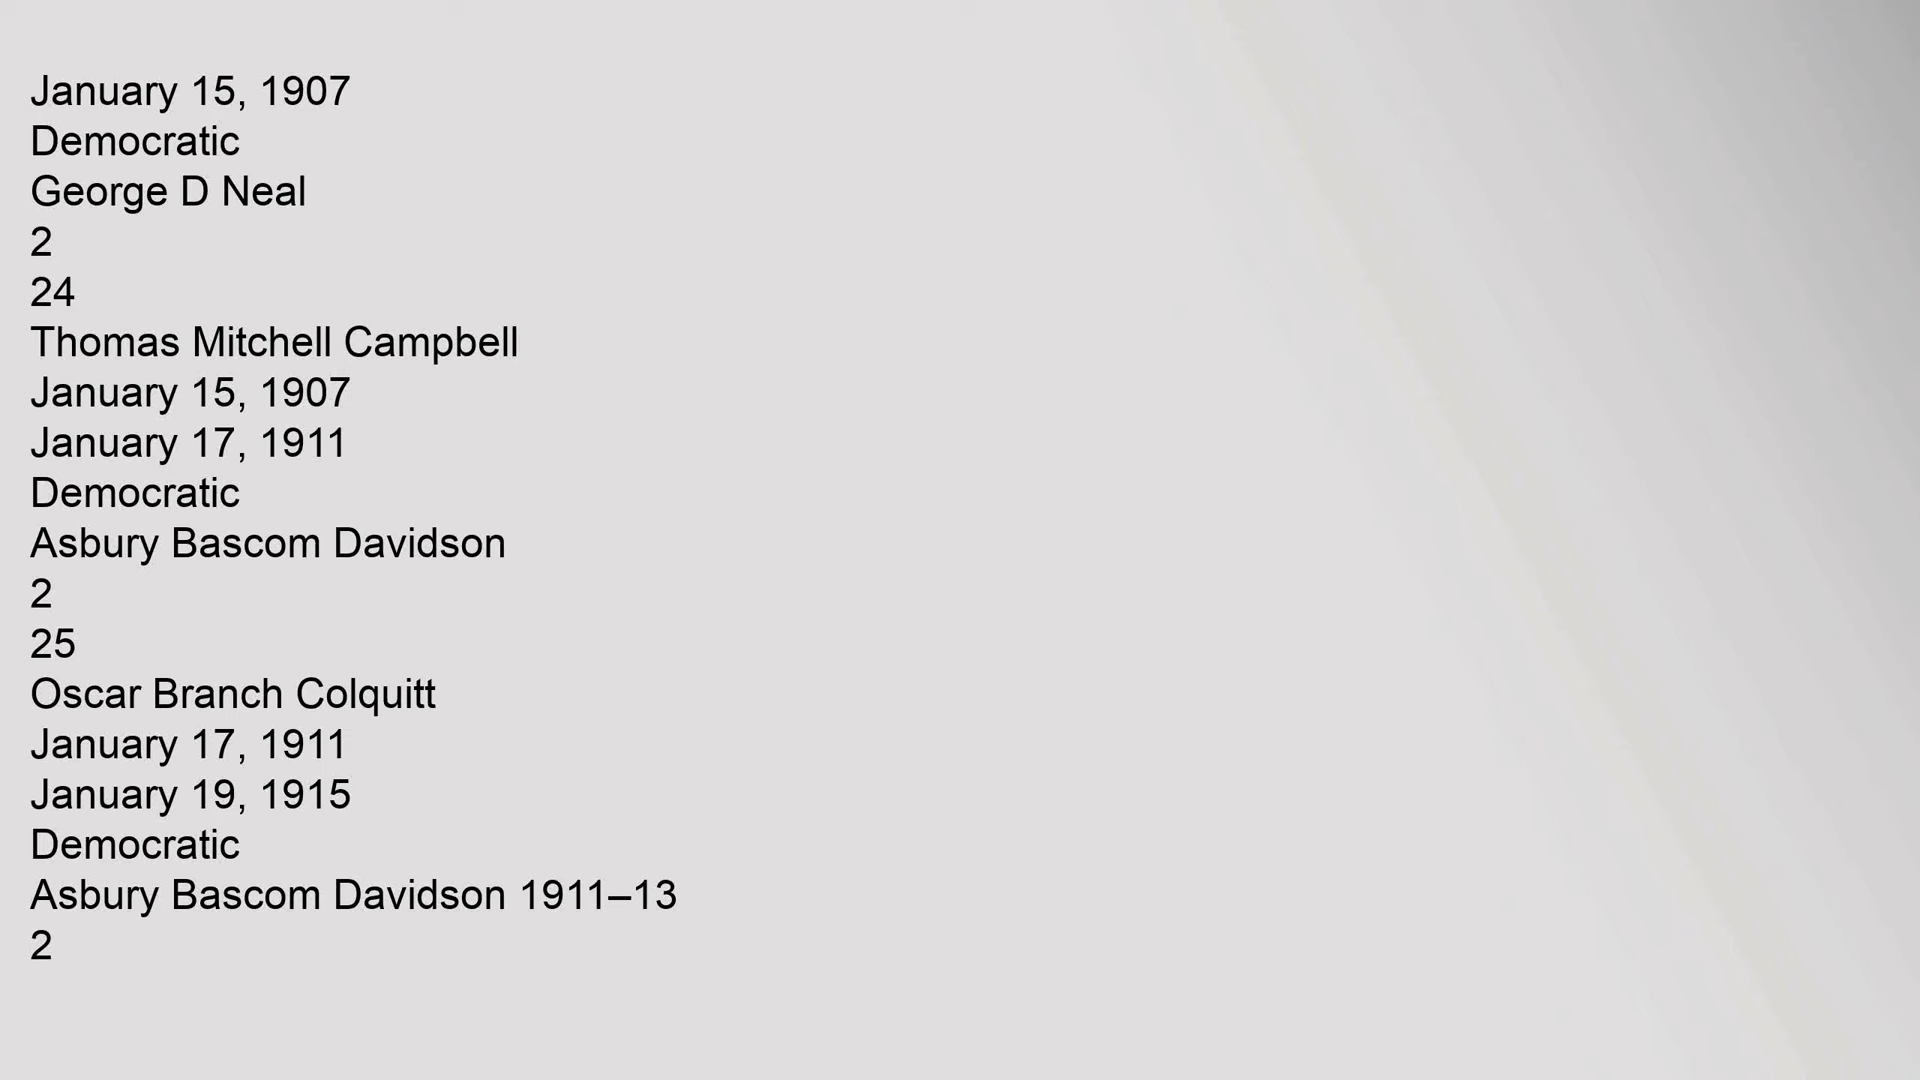 January 15, 1907
Democratic
George D Neal
2
24
Thomas Mitchell Campbell
January 15, 1907
January 17, 1911
Democratic
Asbury Bascom Davidson
2
25
Oscar Branch Colquitt
January 17, 1911
January 19, 1915
Democratic
Asbury Bascom Davidson 1911–13
2